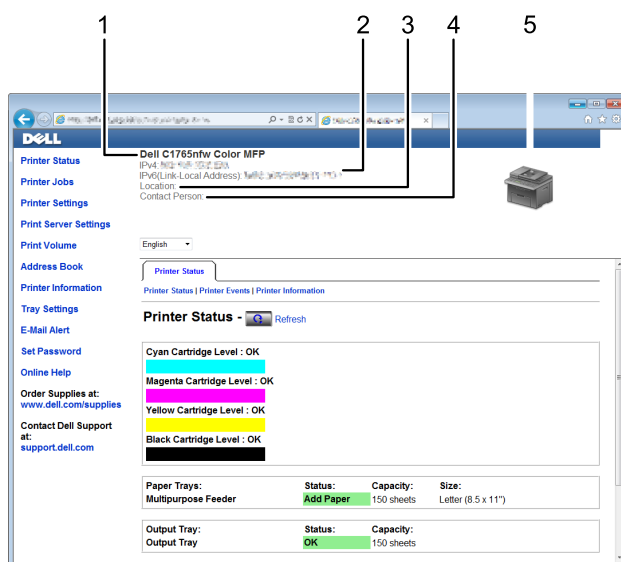 1 2 3 4 5
DELL
Printer Status
Printer Jobs
Printer Settings
Print Server Settings
Print Volume
Address Book
Printer Information
Tray Settings
E-Mail Alert
Set Password
Online Help
Order Supplies at:
www.dell.com/supplies
Contact Dell Support
at:
support.dell.com
Dell C1765nfw Color MFP
IPv4:
IPv6(Link-Local Address):
Location:
Contact Person:
English
Printer Status
Printer Status | Printer Events | Printer Information
Printer Status - Refresh
Cyan Cartridge Level : OK
Magenta Cartridge Level : OK
Yellow Cartridge Level : OK
Black Cartridge Level : OK
Paper Trays: Status: Capacity: Size:
Multipurpose Feeder Add Paper 150 sheets Letter (8.5 x 11")
Output Tray: Status: Capacity:
Output Tray OK 150 sheets